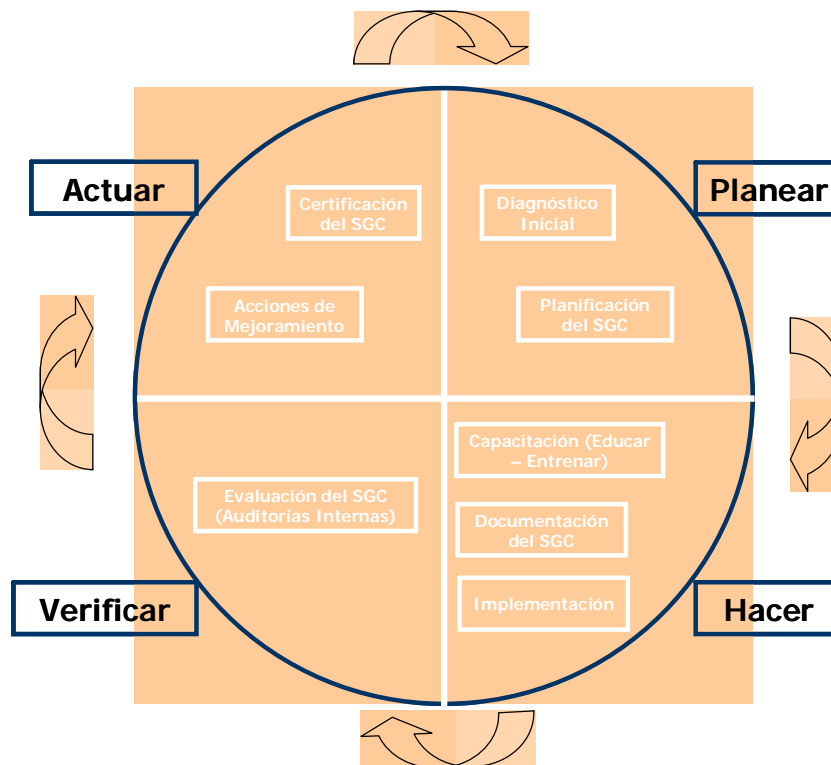 Actuar
Planear
Certificación
del SGC
Diagnóstico
Inicial
Acciones de
Mejoramiento
Planificación
del SGC
Capacitación (Educar
– Entrenar)
Evaluación del SGC
(Auditorias Internas)
Documentación
del SGC
Implementación
Verificar
Hacer